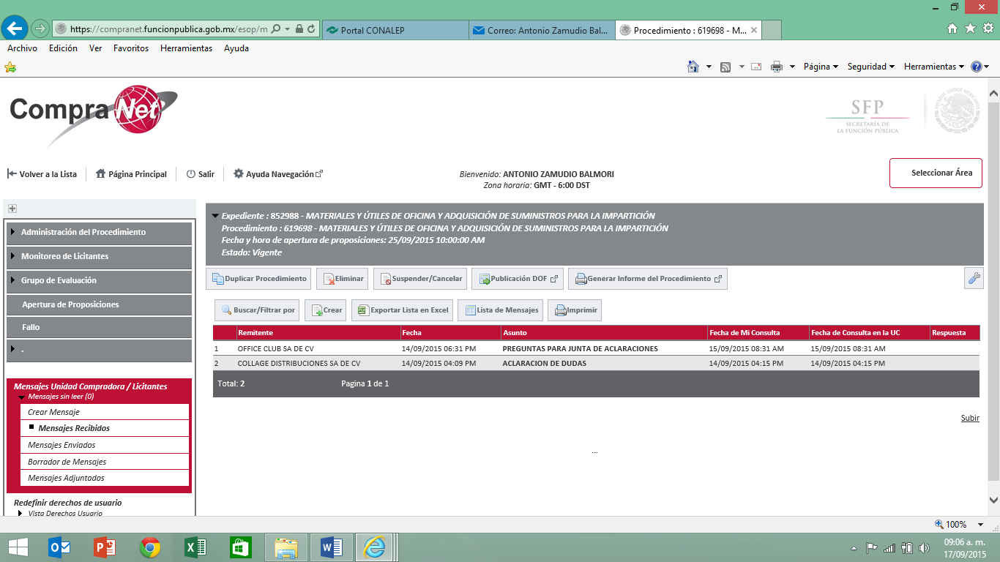 https://compranet.funcionpublica.gob.mx/esop/m
Portal CONALEP
Correo: Antonio Zamudio Bal...
Procedimiento : 619698 - M...
Archivo Edición Ver Favoritos Herramientas Ayuda
Página Seguridad Herramientas
CompraNet
SFP
SECRETARÍA DE
LA FUNCIÓN PÚBLICA
ESTADOS UNIDOS MEXICANOS
Volver a la Lista Página Principal Salir Ayuda Navegación
Bienvenido: ANTONIO ZAMUDIO BALMORI
Zona horaria: GMT - 6:00 DST
Seleccionar Área
Administración del Procedimiento
Monitoreo de Licitantes
Grupo de Evaluación
Apertura de Proposiciones
Fallo
.
Mensajes Unidad Compradora / Licitantes
Mensajes sin leer (0)
Crear Mensaje
Mensajes Recibidos
Mensajes Enviados
Borrador de Mensajes
Mensajes Adjuntados
Redefinir derechos de usuario
Vista Derechos Usuario
Expediente : 852988 - MATERIALES Y ÚTILES DE OFICINA Y ADQUISICIÓN DE SUMINISTROS PARA LA IMPARTICIÓN
Procedimiento : 619698 - MATERIALES Y ÚTILES DE OFICINA Y ADQUISICIÓN DE SUMINISTROS PARA LA IMPARTICIÓN
Fecha y hora de apertura de proposiciones: 25/09/2015 10:00:00 AM
Estado: Vigente
Duplicar Procedimiento Eliminar Suspender/Cancelar Publicación DOF Generar Informe del Procedimiento
Buscar/Filtrar por Crear Exportar Lista en Excel Lista de Mensajes Imprimir
Remitente Fecha Asunto Fecha de Mi Consulta Fecha de Consulta en la UC Respuesta
1 OFFICE CLUB SA DE CV 14/09/2015 06:31 PM PREGUNTAS PARA JUNTA DE ACLARACIONES 15/09/2015 08:31 AM 15/09/2015 08:31 AM
2 COLLAGE DISTRIBUCIONES SA DE CV 14/09/2015 04:09 PM ACLARACION DE DUDAS 14/09/2015 04:15 PM 14/09/2015 04:15 PM
Total: 2 Pagina 1 de 1
Subir
...
100%
09:06 a. m.
17/09/2015